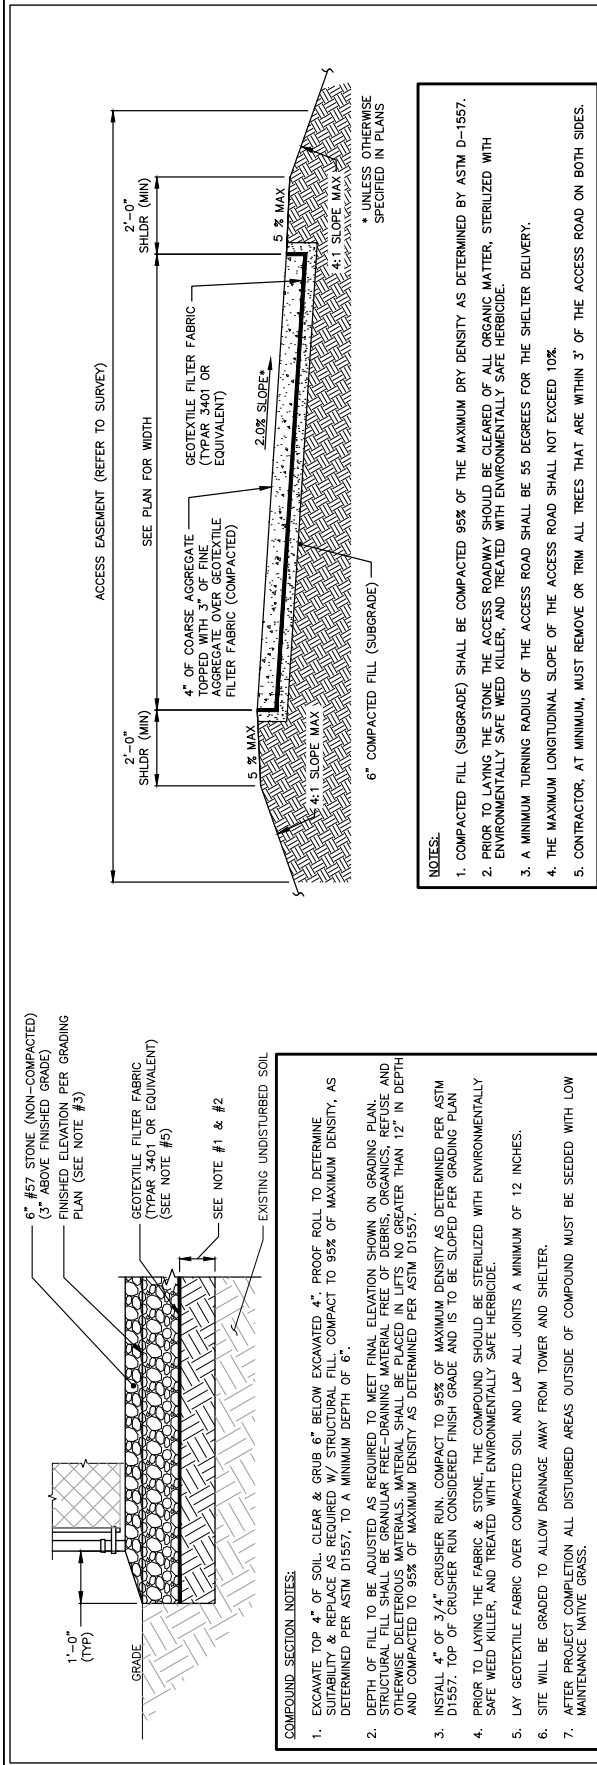 6" #57 STONE (NON-COMPACTED)
(3" ABOVE FINISHED GRADE)
FINISHED ELEVATION PER GRADING
PLAN (SEE NOTE #3)
GEOTEXTILE FILTER FABRIC
(TYPAR 3401 OR EQUIVALENT)
(SEE NOTE #5)
SEE NOTE #1 & #2
EXISTING UNDISTURBED SOIL
1'-0"
(TYP)
GRADE
COMPOUND SECTION NOTES:
1. EXCAVATE TOP 4" OF SOIL. CLEAR & GRUB 6" BELOW EXCAVATED 4". PROOF ROLL TO DETERMINE
SUITABILITY & REPLACE AS REQUIRED W/ STRUCTURAL FILL. COMPACT TO 95% OF MAXIMUM DENSITY, AS
DETERMINED PER ASTM D1557, TO A MINIMUM DEPTH OF 6".
2. DEPTH OF FILL TO BE ADJUSTED AS REQUIRED TO MEET FINAL ELEVATION SHOWN ON GRADING PLAN.
STRUCTURAL FILL SHALL BE GRANULAR FREE-DRAINING MATERIAL FREE OF DEBRIS, ORGANICS, REFUSE AND
OTHERWISE DELETERIOUS MATERIALS. MATERIAL SHALL BE PLACED IN LIFTS NO GREATER THAN 12" IN DEPTH
AND COMPACTED TO 95% OF MAXIMUM DENSITY AS DETERMINED PER ASTM D1557.
3. INSTALL 4" OF 3/4" CRUSHER RUN. COMPACT TO 95% OF MAXIMUM DENSITY AS DETERMINED PER ASTM
D1557. TOP OF CRUSHER RUN CONSIDERED FINISH GRADE AND IS TO BE SLOPED PER GRADING PLAN
4. PRIOR TO LAYING THE FABRIC & STONE, THE COMPOUND SHOULD BE STERILIZED WITH ENVIRONMENTALLY
SAFE WEED KILLER, AND TREATED WITH ENVIRONMENTALLY SAFE HERBICIDE.
5. LAY GEOTEXTILE FABRIC OVER COMPACTED SOIL AND LAP ALL JOINTS A MINIMUM OF 12 INCHES.
6. SITE WILL BE GRADED TO ALLOW DRAINAGE AWAY FROM TOWER AND SHELTER.
7. AFTER PROJECT COMPLETION ALL DISTURBED AREAS OUTSIDE OF COMPOUND MUST BE SEEDED WITH LOW
MAINTENANCE NATIVE GRASS.
ACCESS EASEMENT (REFER TO SURVEY)
2'-0"
SHLDR (MIN)
SEE PLAN FOR WIDTH
2'-0"
SHLDR (MIN)
4" OF COARSE AGGREGATE
TOPPED WITH 3" OF FINE
AGGREGATE OVER GEOTEXTILE
FILTER FABRIC (COMPACTED)
GEOTEXTILE FILTER FABRIC
(TYPAR 3401 OR
EQUIVALENT)
5 % MAX
2.0% SLOPE*
5 % MAX
4:1 SLOPE MAX
4:1 SLOPE MAX
6" COMPACTED FILL (SUBGRADE)
* UNLESS OTHERWISE
SPECIFIED IN PLANS
NOTES:
1. COMPACTED FILL (SUBGRADE) SHALL BE COMPACTED 95% OF THE MAXIMUM DRY DENSITY AS DETERMINED BY ASTM D-1557.
2. PRIOR TO LAYING THE STONE THE ACCESS ROADWAY SHOULD BE CLEARED OF ALL ORGANIC MATTER, STERILIZED WITH
ENVIRONMENTALLY SAFE WEED KILLER, AND TREATED WITH ENVIRONMENTALLY SAFE HERBICIDE.
3. A MINIMUM TURNING RADIUS OF THE ACCESS ROAD SHALL BE 55 DEGREES FOR THE SHELTER DELIVERY.
4. THE MAXIMUM LONGITUDINAL SLOPE OF THE ACCESS ROAD SHALL NOT EXCEED 10%.
5. CONTRACTOR, AT MINIMUM, MUST REMOVE OR TRIM ALL TREES THAT ARE WITHIN 3' OF THE ACCESS ROAD ON BOTH SIDES.